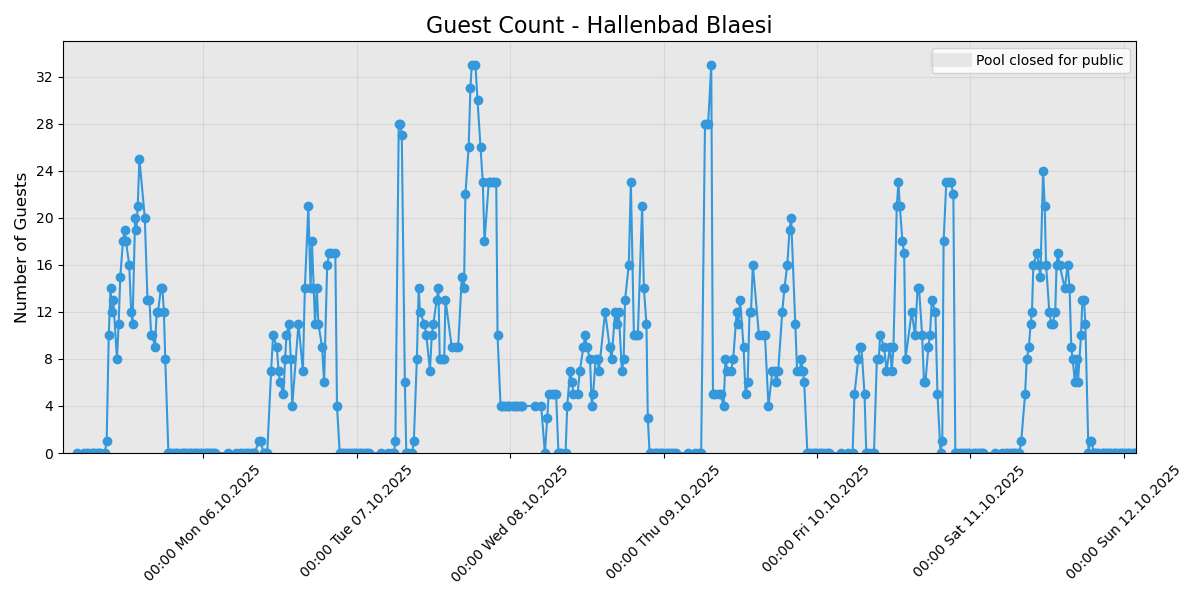 Guest Count - Hallenbad Blaesi
Pool closed for public
Number of Guests
32
28
24
20
16
12
8
4
0
00:00 Mon 06.10.2025
00:00 Tue 07.10.2025
00:00 Wed 08.10.2025
00:00 Thu 09.10.2025
00:00 Fri 10.10.2025
00:00 Sat 11.10.2025
00:00 Sun 12.10.2025